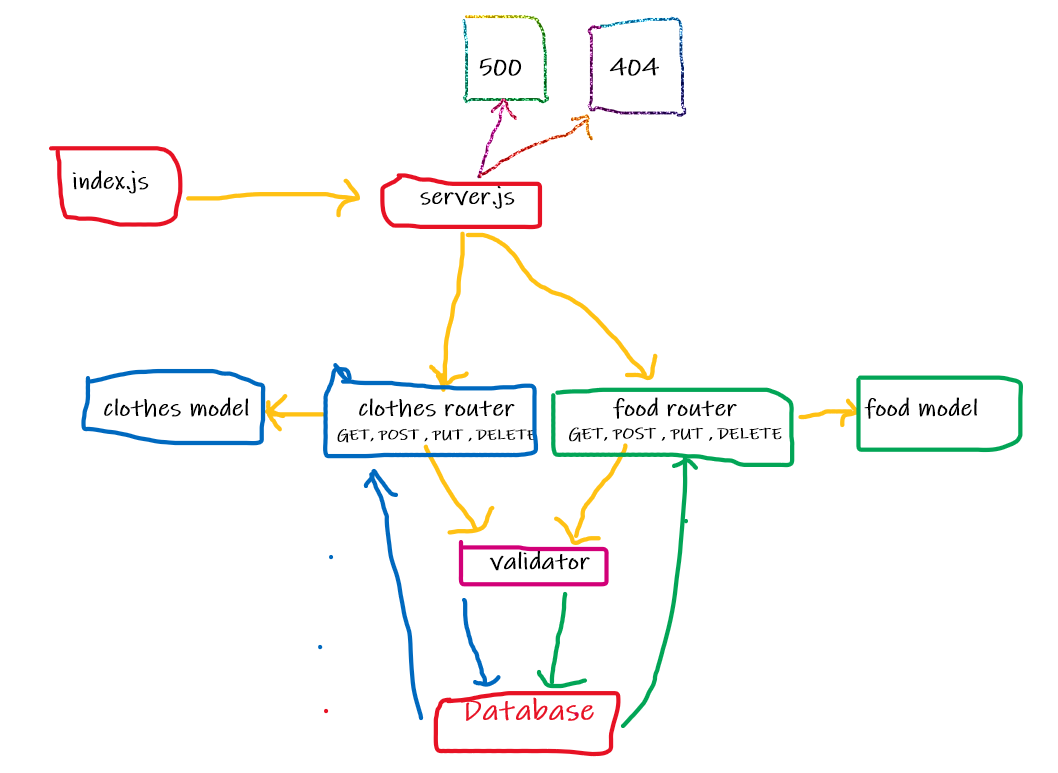 500
404
index.js
server.js
clothes model
clothes router
GET, POST , PUT , DELETE
food router
GET, POST , PUT , DELETE
food model
validator
Database